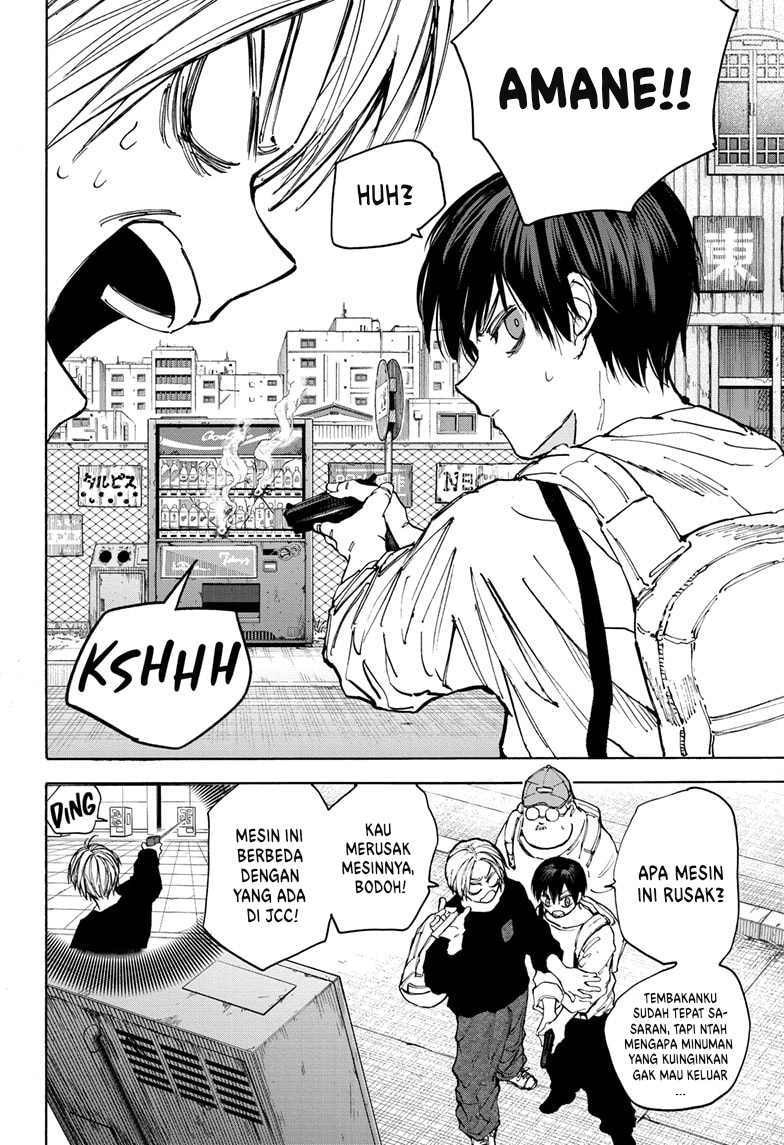 AMANE!!
HUH?
東
タルピス
KSHHH
APA MESIN
INI RUSAK?
TEMBAKANKU
SUDAH TEPAT SA-
SARAN, TAPI NTAH
MENGAPA MINUMAN
YANG KUINGINKAN
GAK MAU KELUAR
...
KAU
MERUSAK
MESINNYA,
BODOH!
MESIN INI
BERBEDA
DENGAN
YANG ADA
DI JCC!
DING